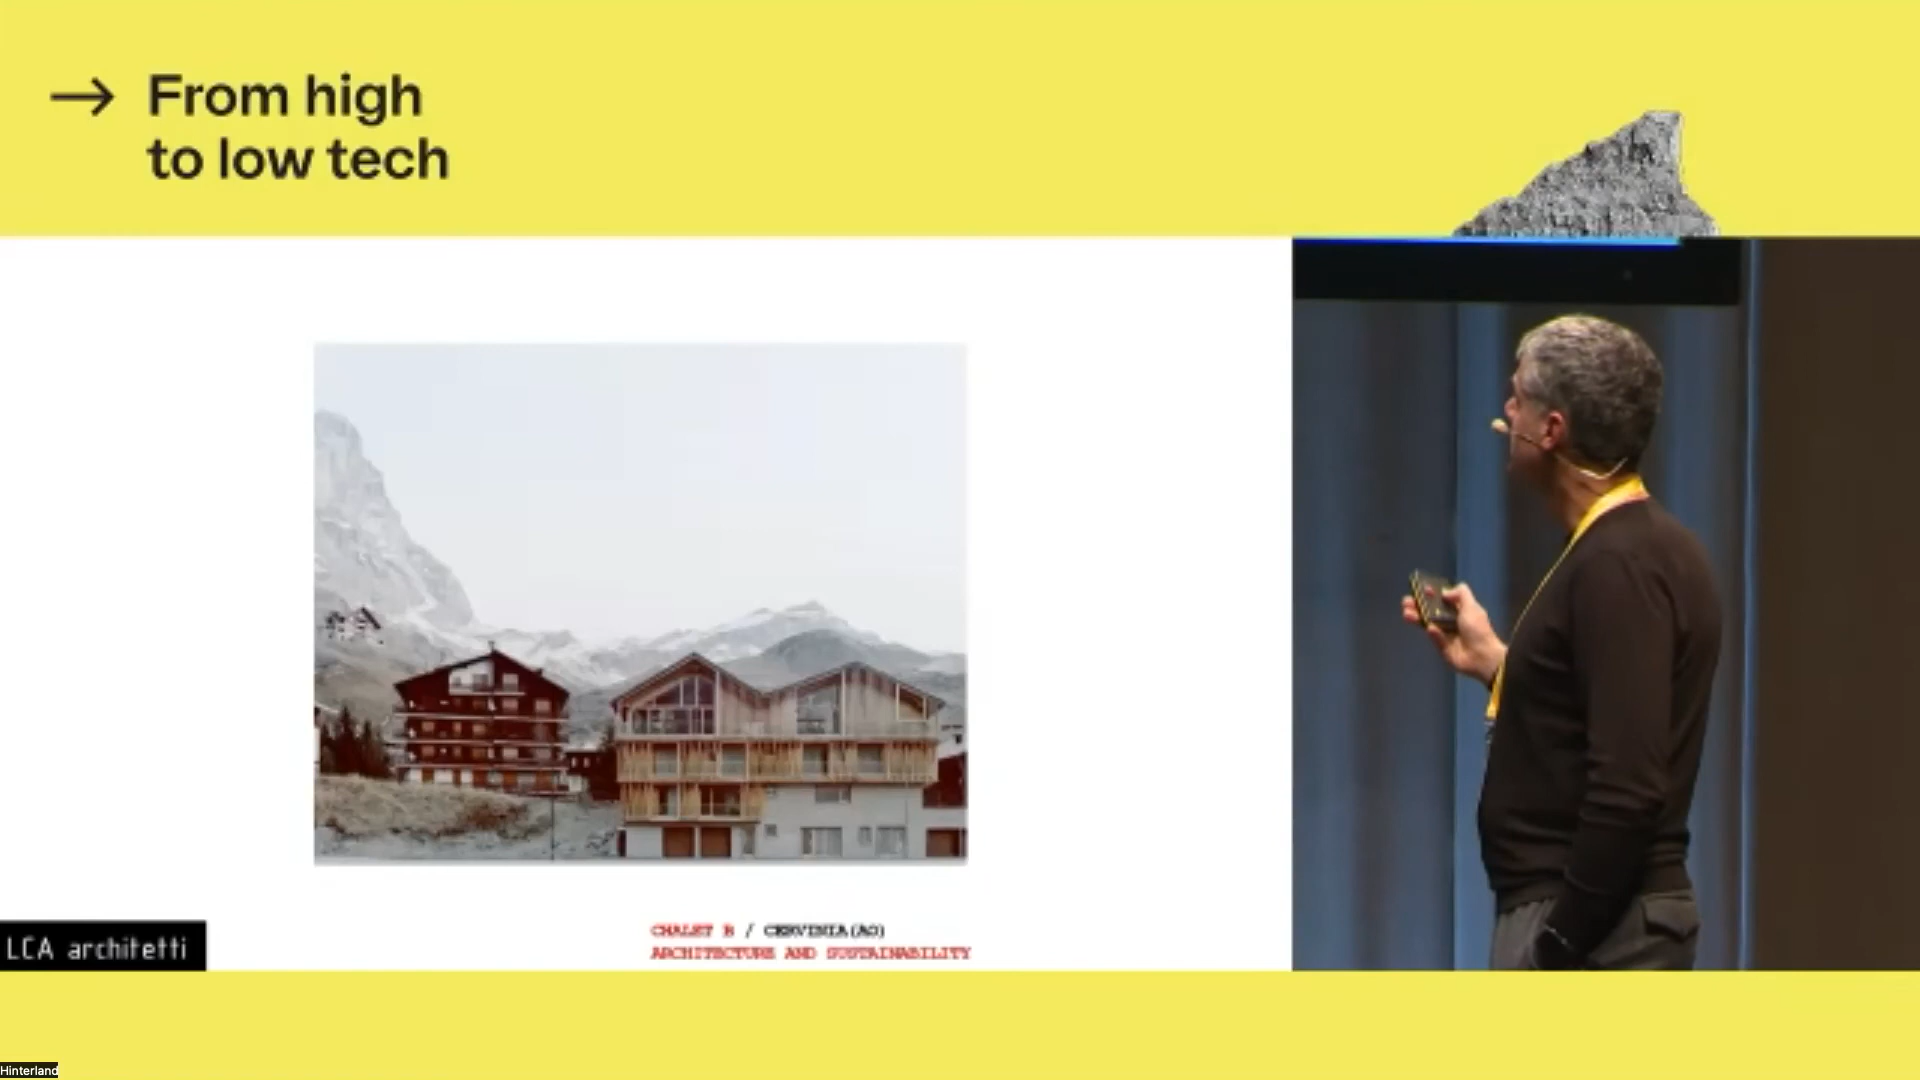 → From high
to low tech
LCA architetti
CHALET B / CERVINIA(AO)
ARCHITECTURE AND SUSTAINABILITY
Hinterland